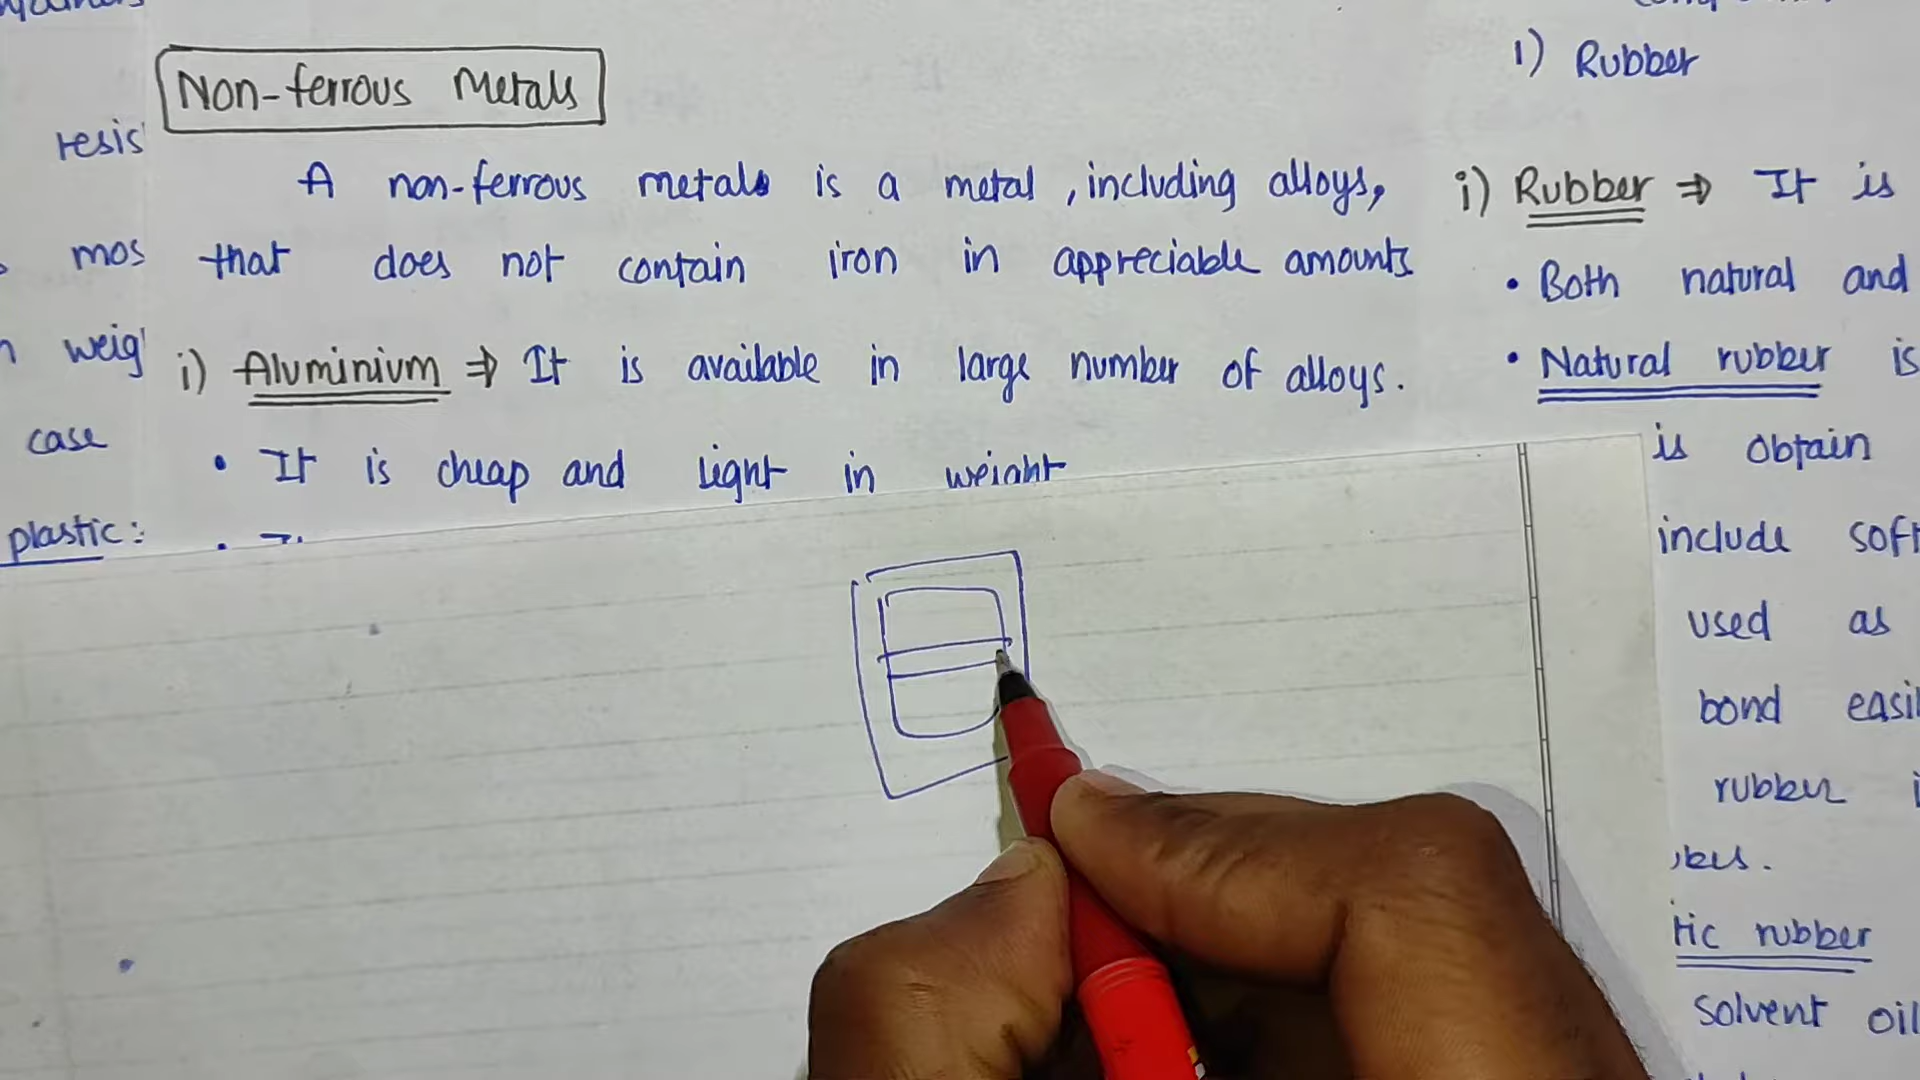 Non-ferrous Metals
A non-ferrous metals is a metal, including alloys,
that does not contain iron in appreciable amounts
i) Aluminium ⇒ It is available in large number of alloys.
• It is cheap and light in weight
resis
mos
weig
case
plastic:
1) Rubber
i) Rubber ⇒ It is
• Both natural and
• Natural rubber is
is obtain
include soft
used as
bond easil
rubber i
ric rubber
solvent oil